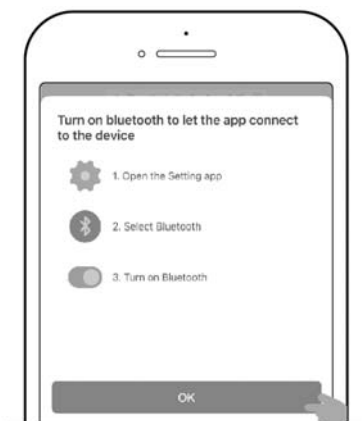 Turn on bluetooth to let the app connect
to the device
1. Open the Setting app
2. Select Bluetooth
3. Turn on Bluetooth
OK